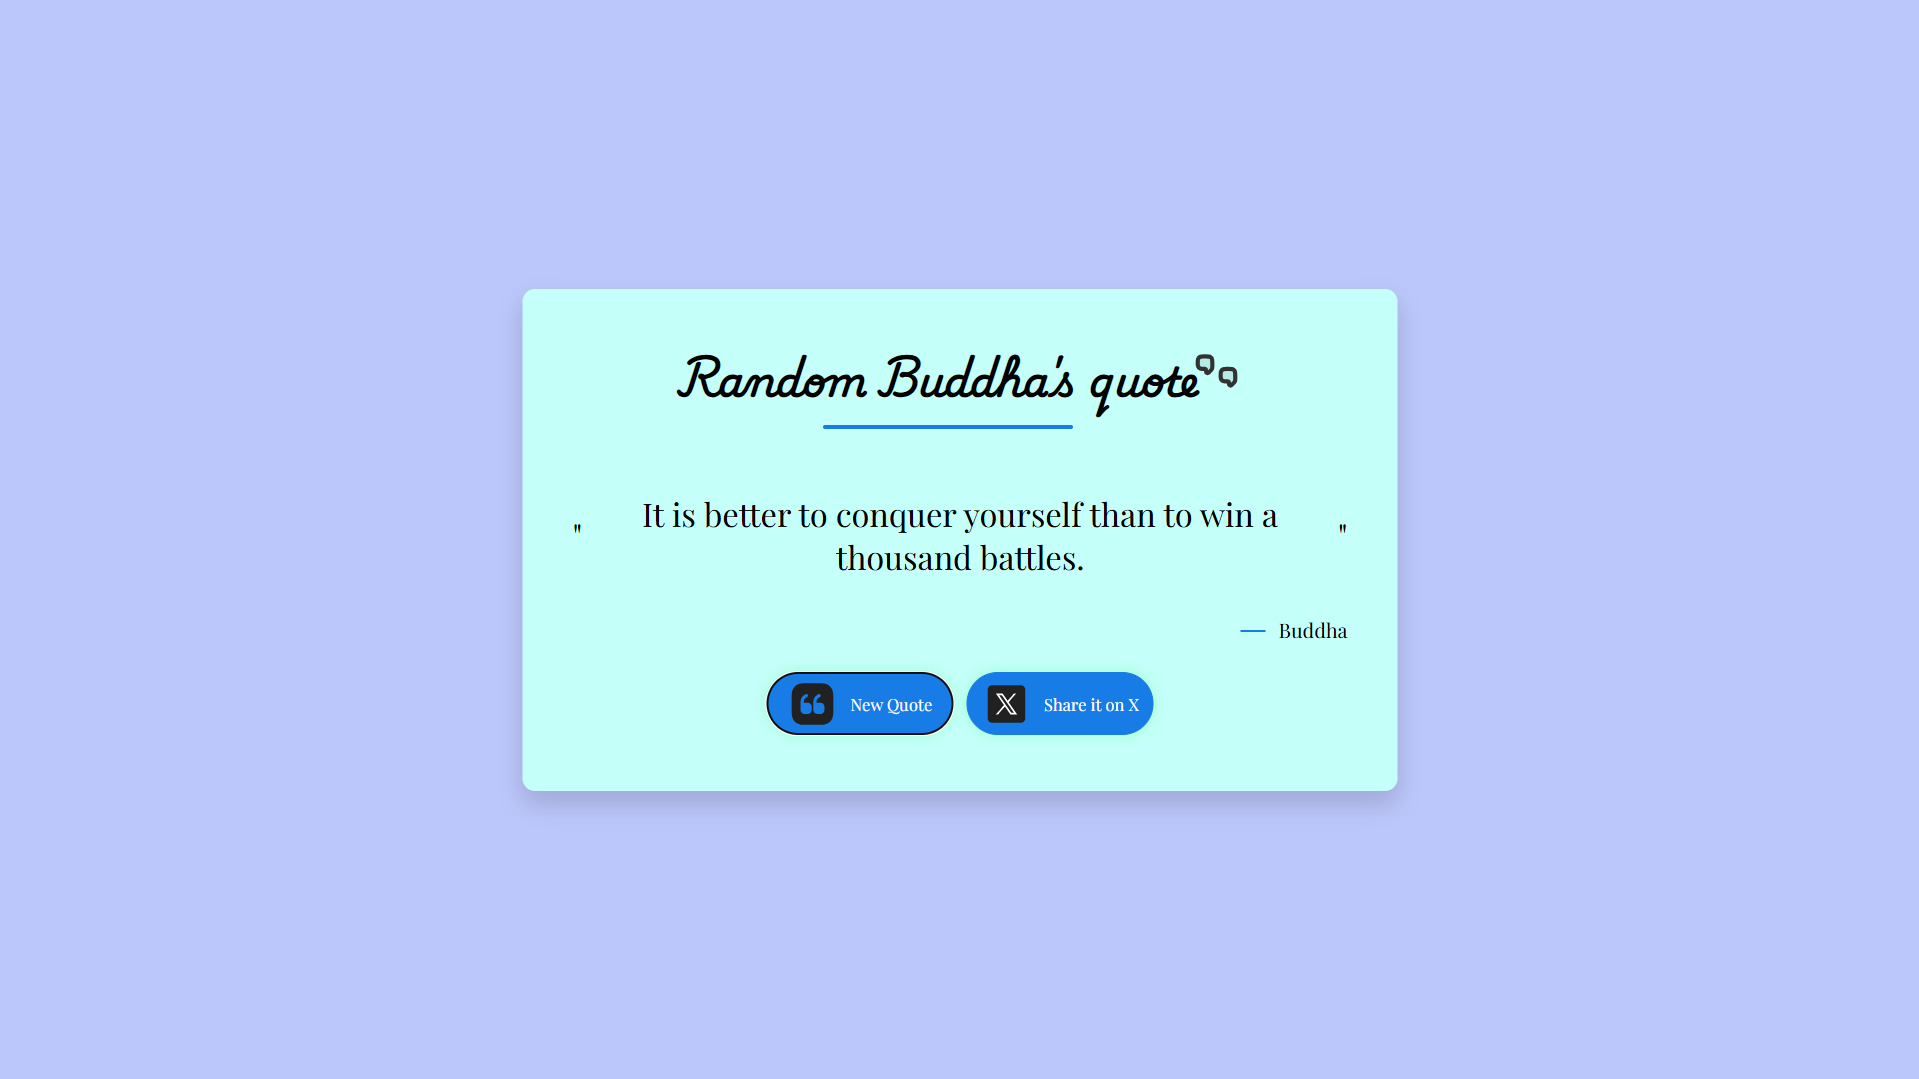 Random Buddha's quote
" It is better to conquer yourself than to win a "
thousand battles.
— Buddha
New Quote
Share it on X